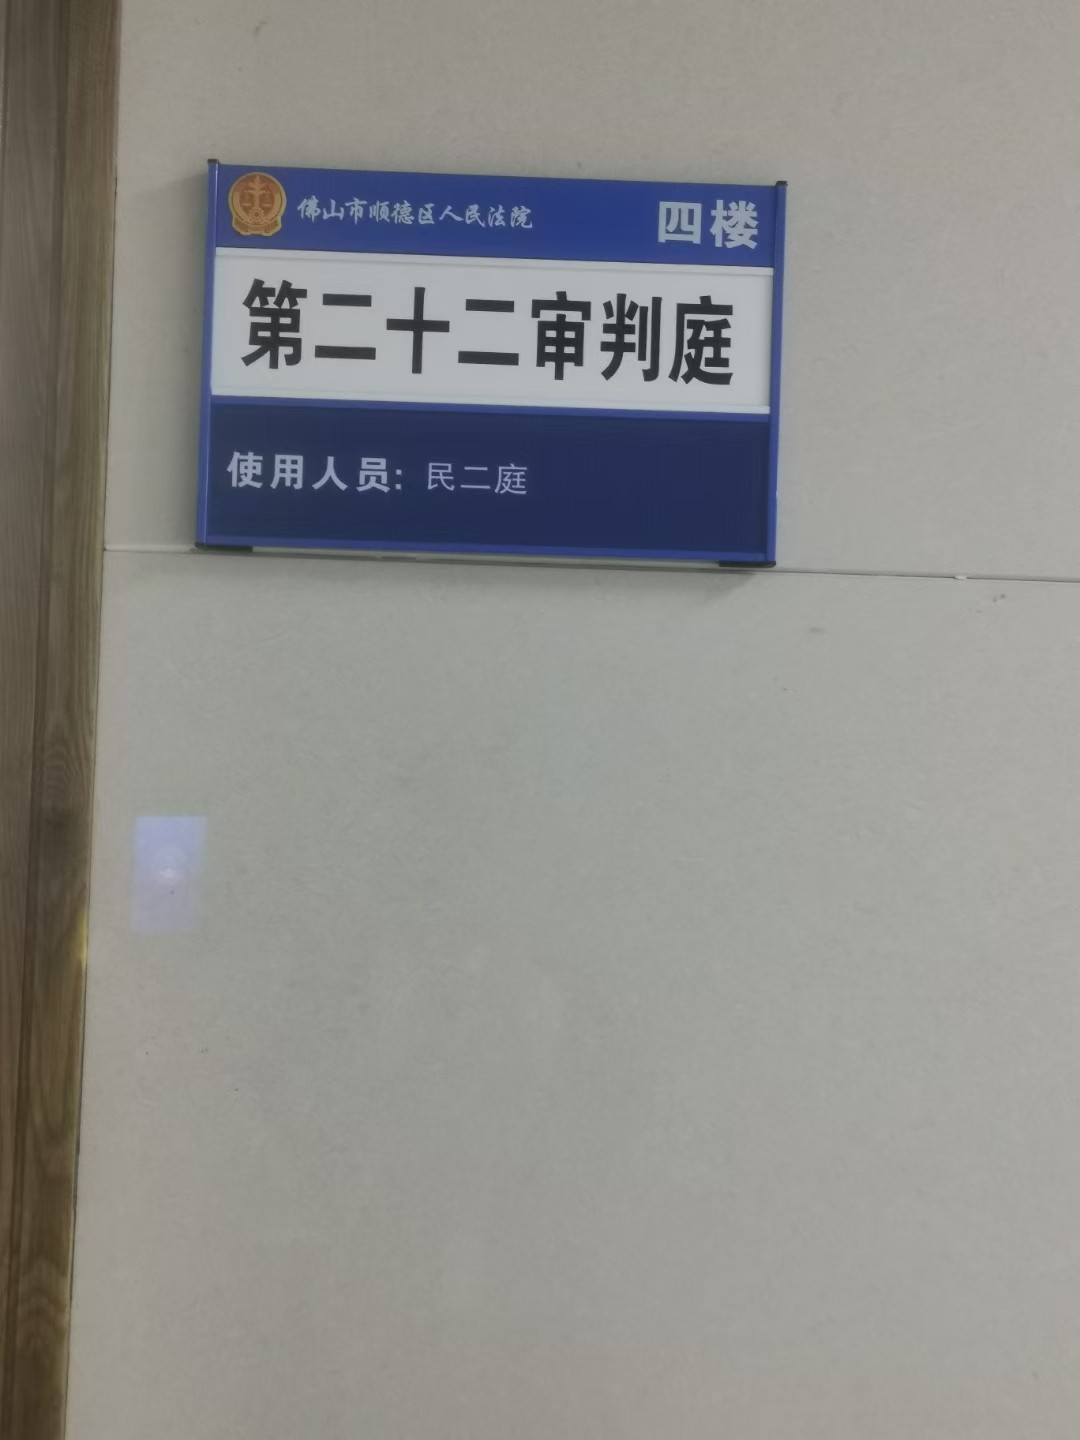 佛山市顺德区人民法院 四楼
第二十二审判庭
使用人员: 民二庭